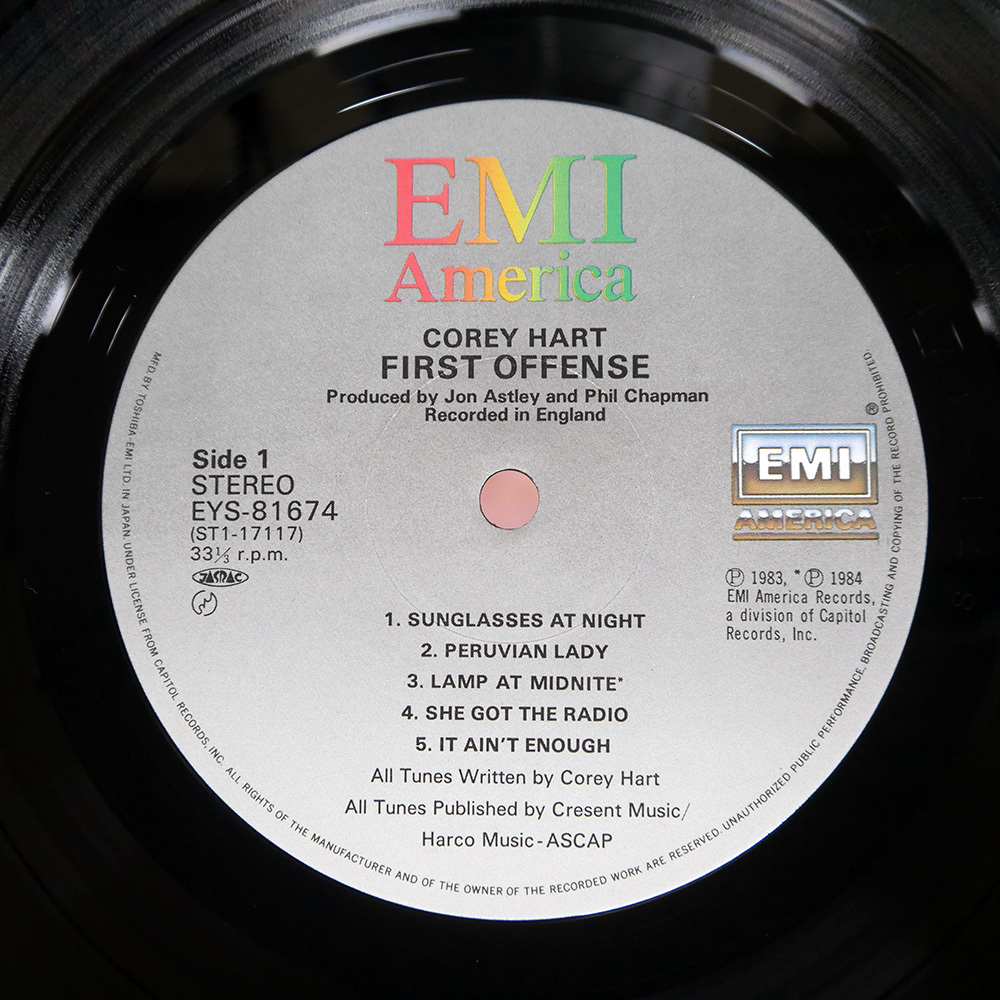 EMI
America
COREY HART
FIRST OFFENSE
Produced by Jon Astley and Phil Chapman
Recorded in England
Side 1
STEREO
EYS-81674
(ST1-17117)
33⅓ r.p.m.
JASRAC
®
EMI
AMERICA
Ⓟ 1983, *Ⓟ 1984
EMI America Records,
a division of Capitol
Records, Inc.
1. SUNGLASSES AT NIGHT
2. PERUVIAN LADY
3. LAMP AT MIDNITE*
4. SHE GOT THE RADIO
5. IT AIN'T ENOUGH
All Tunes Written by Corey Hart
All Tunes Published by Cresent Music/
Harco Music-ASCAP
MFD. BY TOSHIBA-EMI LTD. IN JAPAN. UNDER LICENSE FROM CAPITOL RECORDS, INC. ALL RIGHTS OF THE MANUFACTURER AND OF THE OWNER OF THE RECORDED WORK ARE RESERVED. UNAUTHORIZED PUBLIC PERFORMANCE, BROADCASTING AND COPYING OF THE RECORD PROHIBITED.